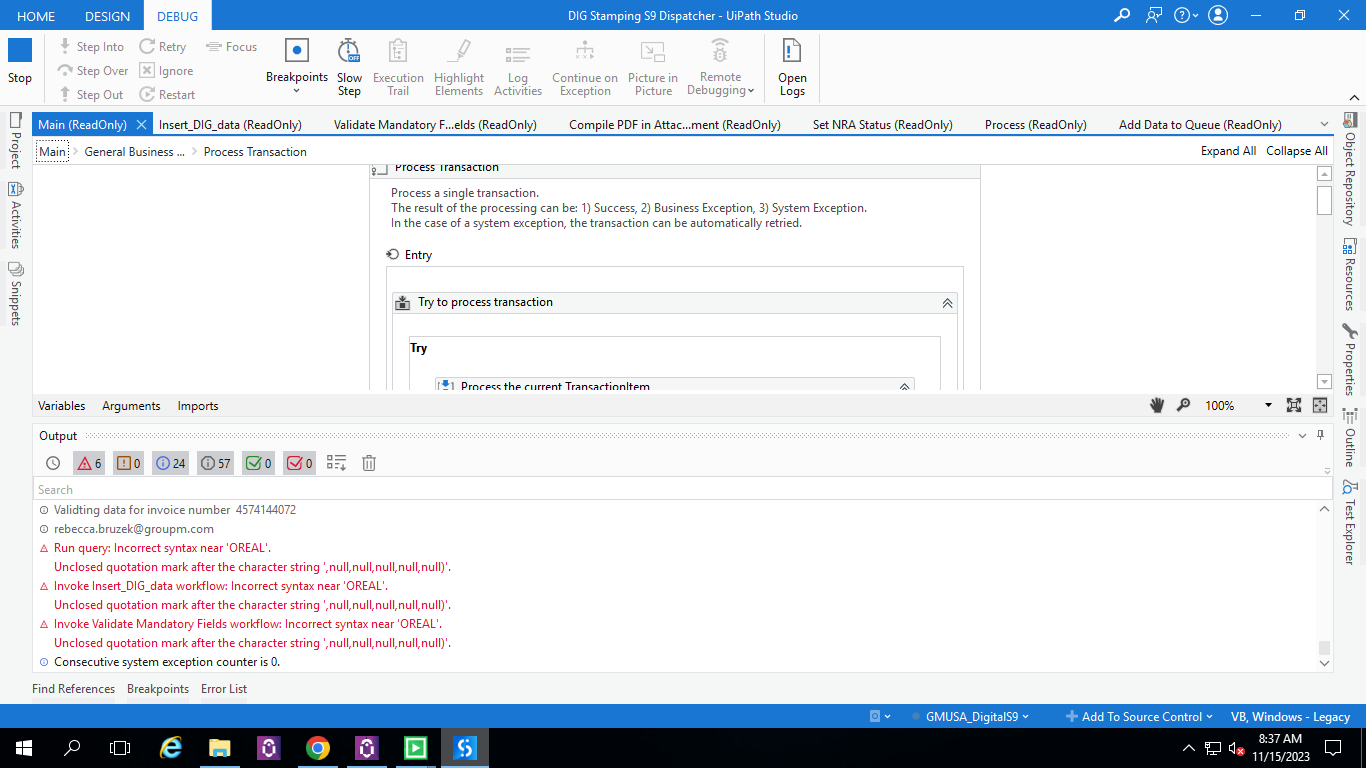 HOME DESIGN DEBUG DIG Stamping S9 Dispatcher - UiPath Studio
Stop
Step Into Retry Focus
Step Over Ignore
Step Out Restart
Breakpoints
Slow Step
OFF
Execution Trail
Highlight Elements
Log Activities
Continue on Exception
Picture in Picture
Remote Debugging
Open Logs
Main (ReadOnly) Insert_DIG_data (ReadOnly) Validate Mandatory F...elds (ReadOnly) Compile PDF in Attac...ment (ReadOnly) Set NRA Status (ReadOnly) Process (ReadOnly) Add Data to Queue (ReadOnly)
Main General Business ... Process Transaction Expand All Collapse All
Project
Activities
Snippets
Process Transaction
Process a single transaction.
The result of the processing can be: 1) Success, 2) Business Exception, 3) System Exception.
In the case of a system exception, the transaction can be automatically retried.
Entry
Try to process transaction
Try
Process the current TransactionItem
Object Repository
Resources
Properties
Outline
Test Explorer
Variables Arguments Imports 100%
Output
6 0 24 57 0 0
Search
Validting data for invoice number 4574144072
rebecca.bruzek@groupm.com
Run query: Incorrect syntax near 'OREAL'.
Unclosed quotation mark after the character string ',null,null,null,null,null)'.
Invoke Insert_DIG_data workflow: Incorrect syntax near 'OREAL'.
Unclosed quotation mark after the character string ',null,null,null,null,null)'.
Invoke Validate Mandatory Fields workflow: Incorrect syntax near 'OREAL'.
Unclosed quotation mark after the character string ',null,null,null,null,null)'.
Consecutive system exception counter is 0.
Find References Breakpoints Error List
GMUSA_DigitalS9 Add To Source Control VB, Windows - Legacy
8:37 AM
11/15/2023